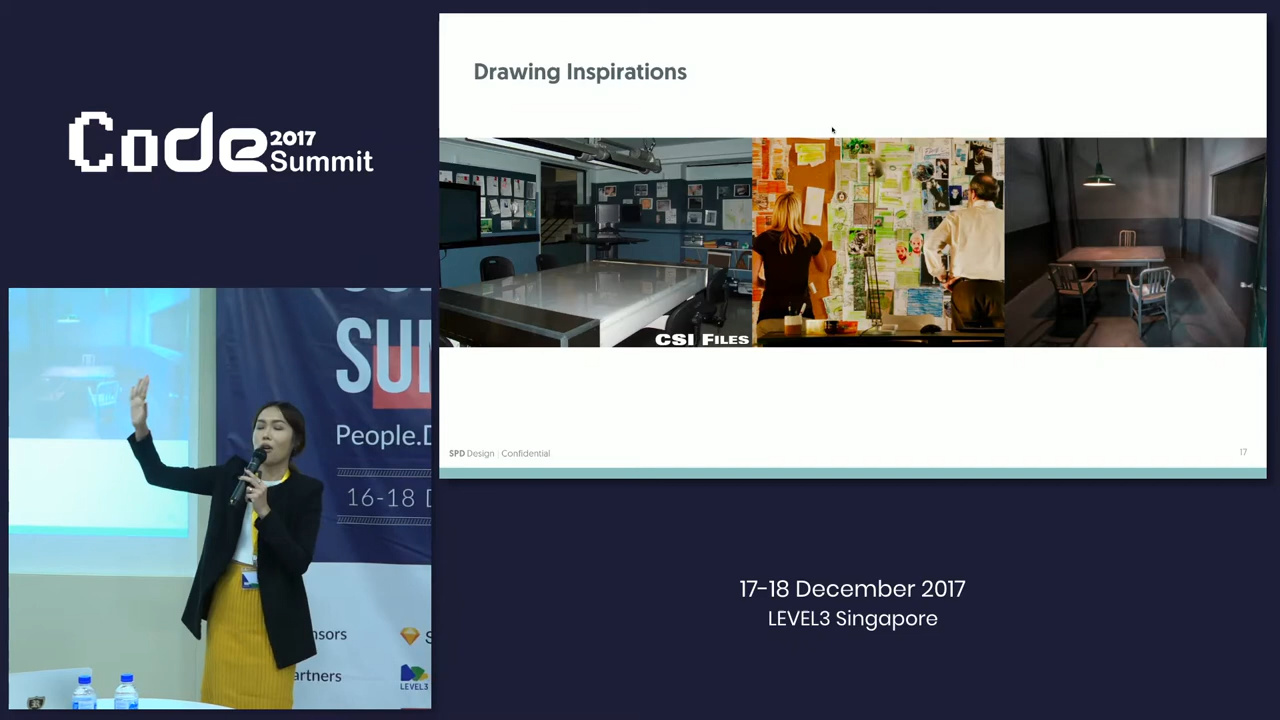 Code 2017 Summit
Drawing Inspirations
CSI FILES
SPD Design | Confidential
17
SU
People.D
16-18 D
nsors
S
artners
LEVEL3
17-18 December 2017
LEVEL3 Singapore